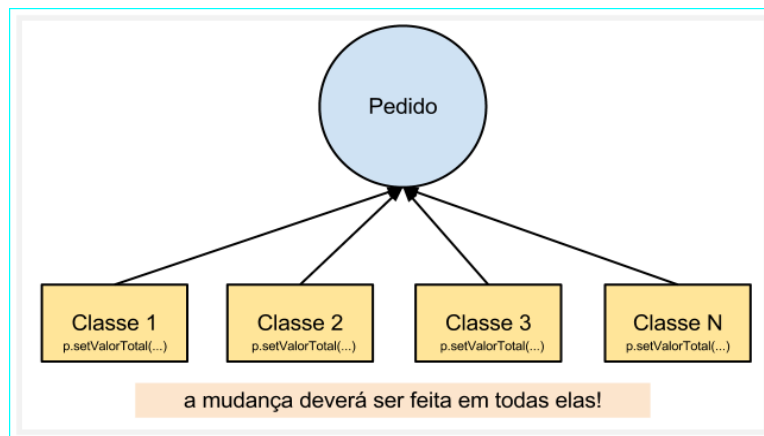 Pedido
Classe 1
p.setValorTotal(...)
Classe 2
p.setValorTotal(...)
Classe 3
p.setValorTotal(...)
Classe N
p.setValorTotal(...)
a mudança deverá ser feita em todas elas!